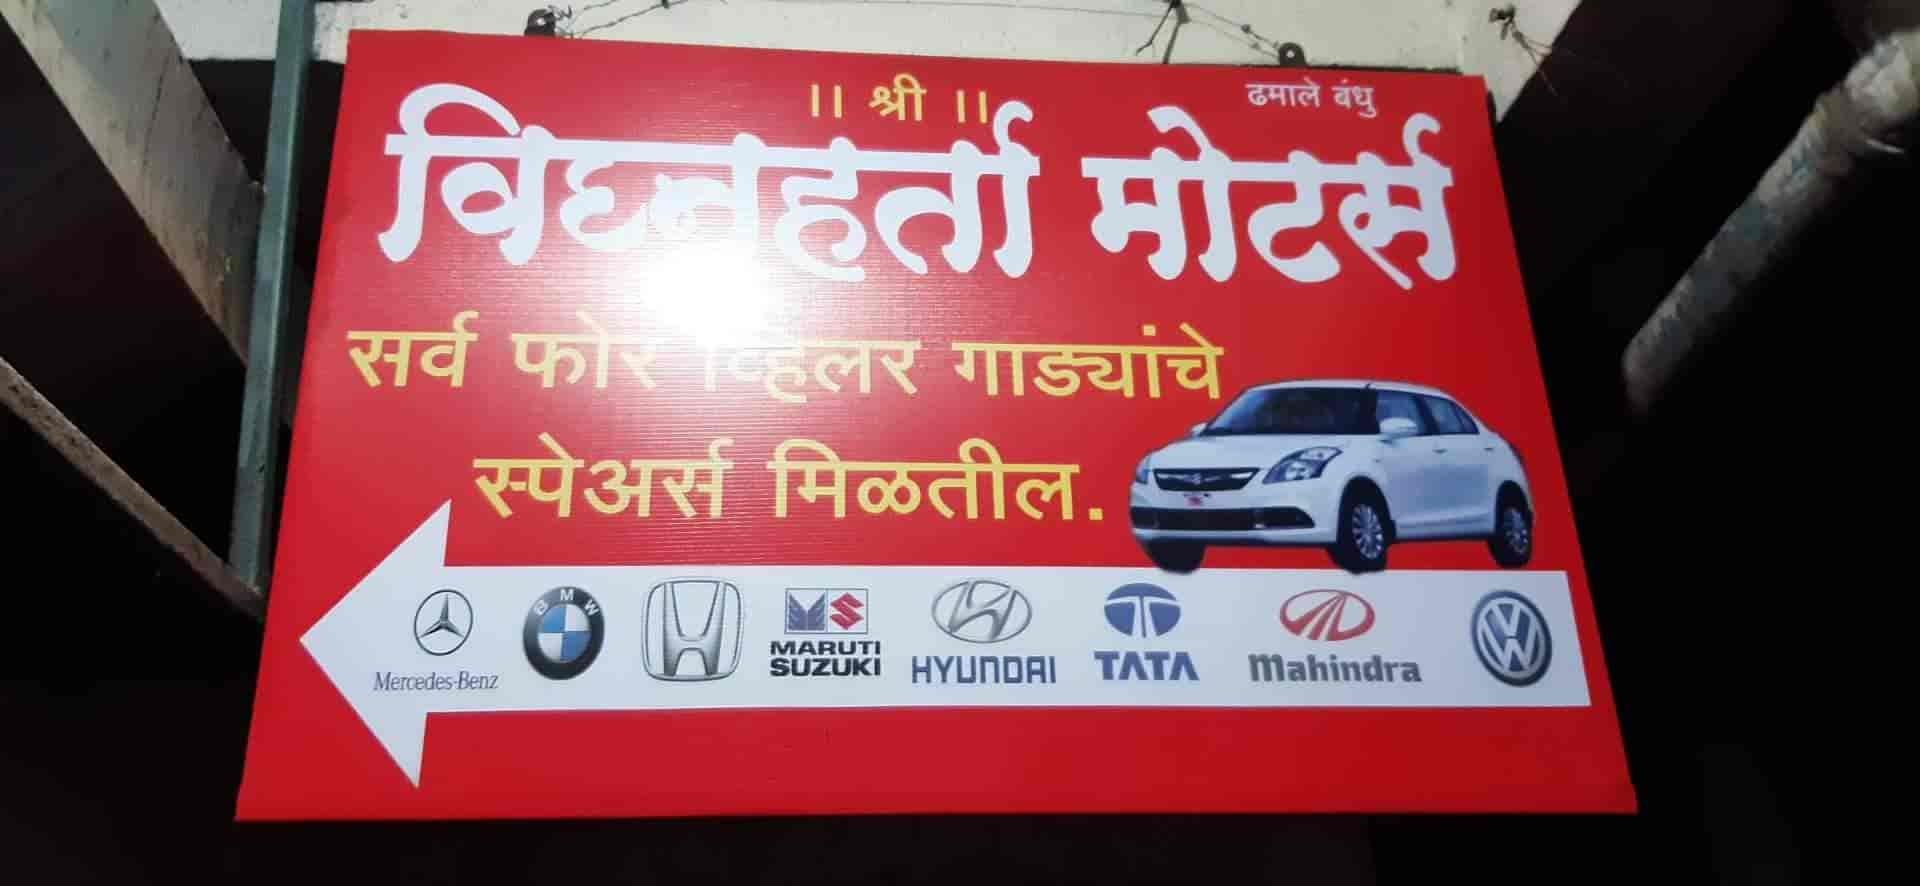 ।। श्री ।।
ढमाले बंधु
विघ्नहर्ता मोटर्स
सर्व फोर व्हिलर गाड्यांचे
स्पेअर्स मिळतील.
Mercedes-Benz
BMW
MARUTI
SUZUKI
HYUNDAI
TATA
Mahindra